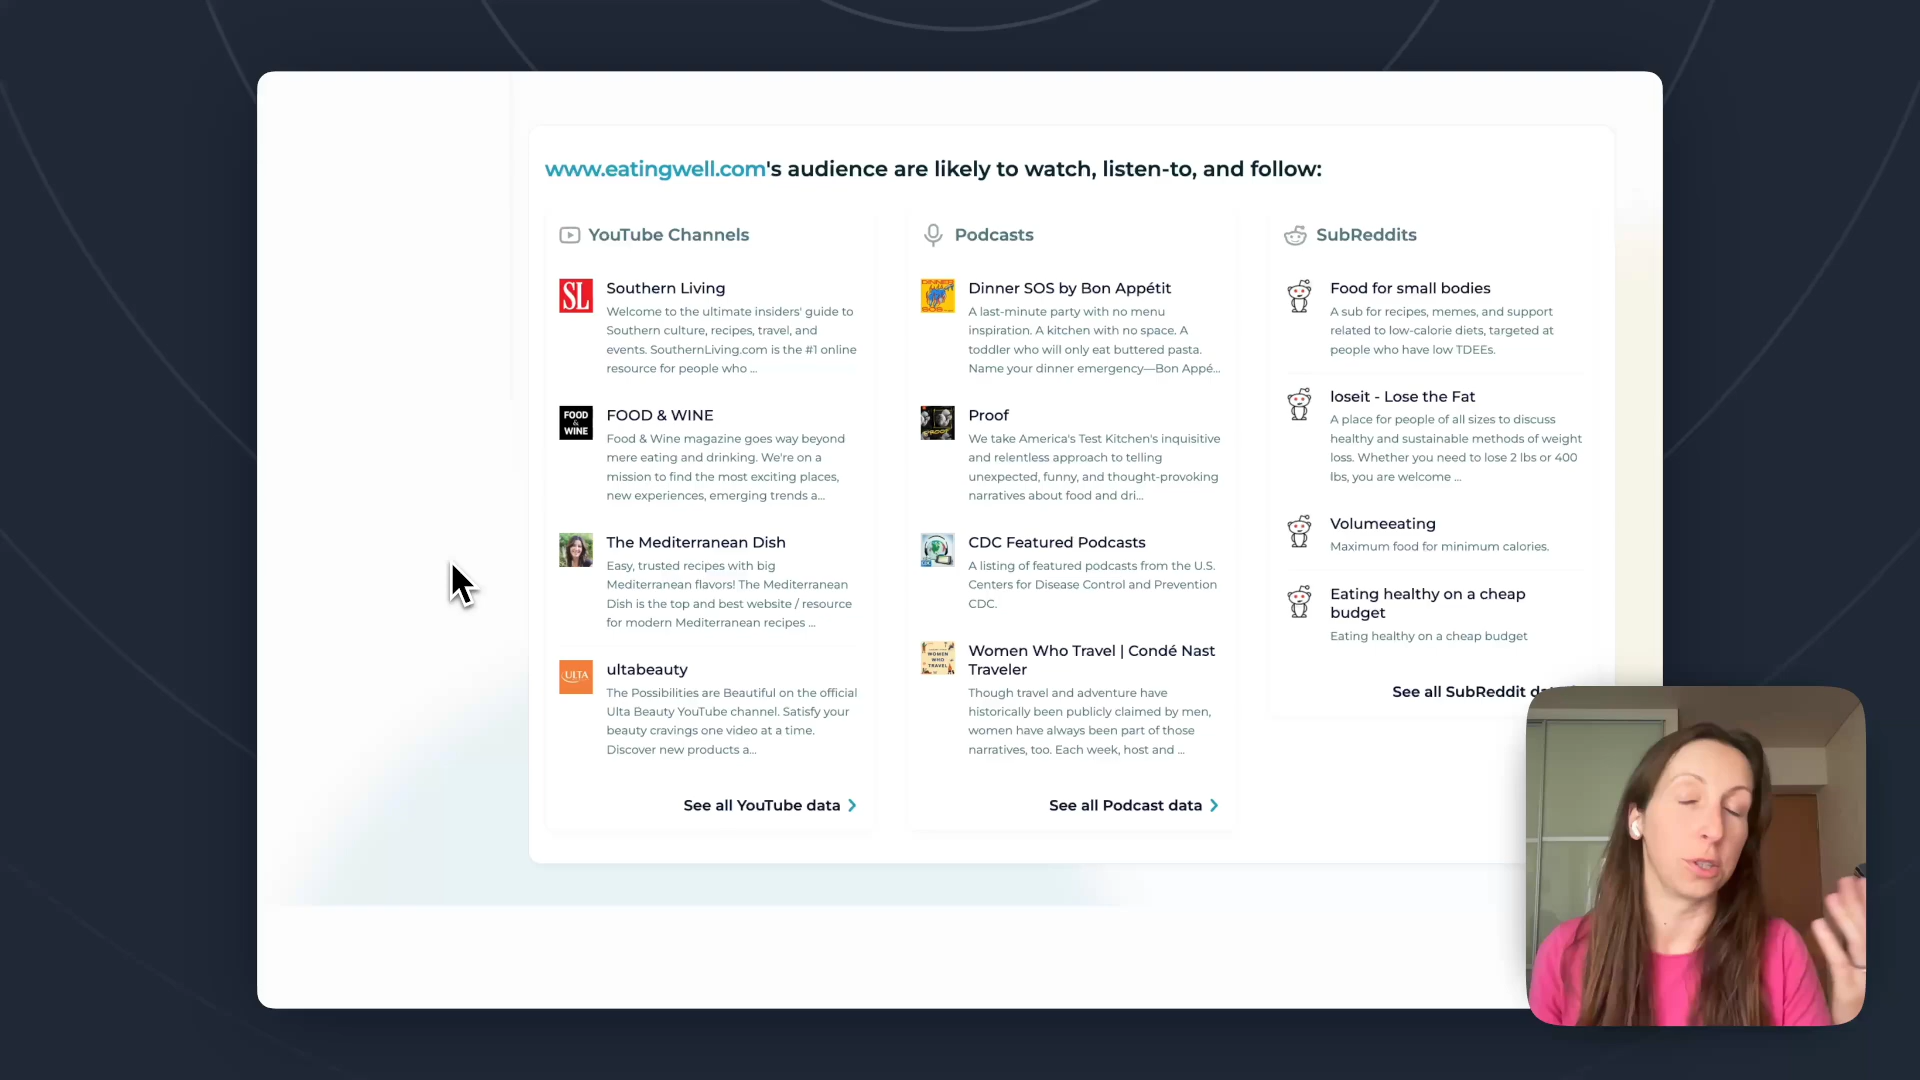 www.eatingwell.com's audience are likely to watch, listen-to, and follow:
YouTube Channels
SL
Southern Living
Welcome to the ultimate insiders' guide to
Southern culture, recipes, travel, and
events. SouthernLiving.com is the #1 online
resource for people who ...
FOOD
&
WINE
FOOD & WINE
Food & Wine magazine goes way beyond
mere eating and drinking. We're on a
mission to find the most exciting places,
new experiences, emerging trends a...
The Mediterranean Dish
Easy, trusted recipes with big
Mediterranean flavors! The Mediterranean
Dish is the top and best website / resource
for modern Mediterranean recipes ...
ULTA
ultabeauty
The Possibilities are Beautiful on the official
Ulta Beauty YouTube channel. Satisfy your
beauty cravings one video at a time.
Discover new products a...
See all YouTube data
Podcasts
DINNER
SOS
Dinner SOS by Bon Appétit
A last-minute party with no menu
inspiration. A kitchen with no space. A
toddler who will only eat buttered pasta.
Name your dinner emergency—Bon Appé...
PROOF
Proof
We take America's Test Kitchen's inquisitive
and relentless approach to telling
unexpected, funny, and thought-provoking
narratives about food and dri...
CDC Featured Podcasts
A listing of featured podcasts from the U.S.
Centers for Disease Control and Prevention
CDC.
WOMEN
WHO
TRAVEL
Women Who Travel | Condé Nast
Traveler
Though travel and adventure have
historically been publicly claimed by men,
women have always been part of those
narratives, too. Each week, host and ...
See all Podcast data
SubReddits
Food for small bodies
A sub for recipes, memes, and support
related to low-calorie diets, targeted at
people who have low TDEEs.
loseit - Lose the Fat
A place for people of all sizes to discuss
healthy and sustainable methods of weight
loss. Whether you need to lose 2 lbs or 400
lbs, you are welcome ...
Volumeeating
Maximum food for minimum calories.
Eating healthy on a cheap
budget
Eating healthy on a cheap budget
See all SubReddit